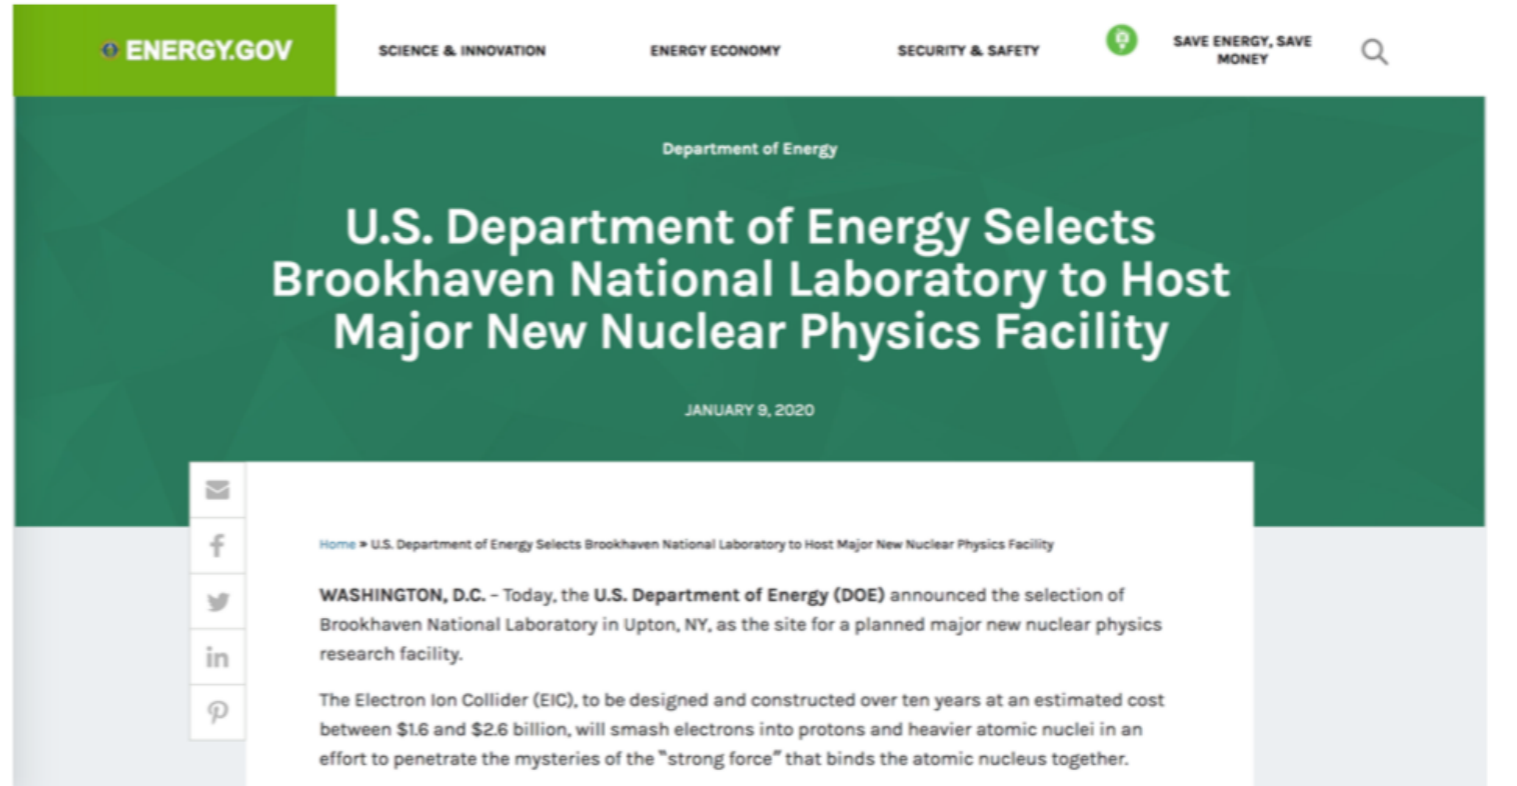 ENERGY.GOV
SCIENCE & INNOVATION
ENERGY ECONOMY
SECURITY & SAFETY
SAVE ENERGY, SAVE
MONEY
Department of Energy
U.S. Department of Energy Selects
Brookhaven National Laboratory to Host
Major New Nuclear Physics Facility
JANUARY 9, 2020
Home » U.S. Department of Energy Selects Brookhaven National Laboratory to Host Major New Nuclear Physics Facility
WASHINGTON, D.C. – Today, the U.S. Department of Energy (DOE) announced the selection of
Brookhaven National Laboratory in Upton, NY, as the site for a planned major new nuclear physics
research facility.
The Electron Ion Collider (EIC), to be designed and constructed over ten years at an estimated cost
between $1.6 and $2.6 billion, will smash electrons into protons and heavier atomic nuclei in an
effort to penetrate the mysteries of the "strong force" that binds the atomic nucleus together.